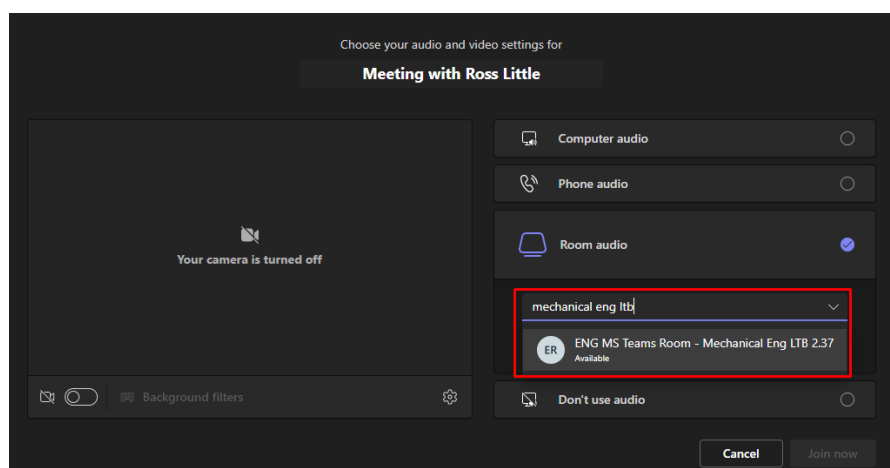 Choose your audio and video settings for
Meeting with Ross Little
Computer audio
Phone audio
Your camera is turned off
Room audio
mechanical eng ltb
ER
ENG MS Teams Room - Mechanical Eng LTB 2.37
Available
Background filters
Don't use audio
Cancel
Join now